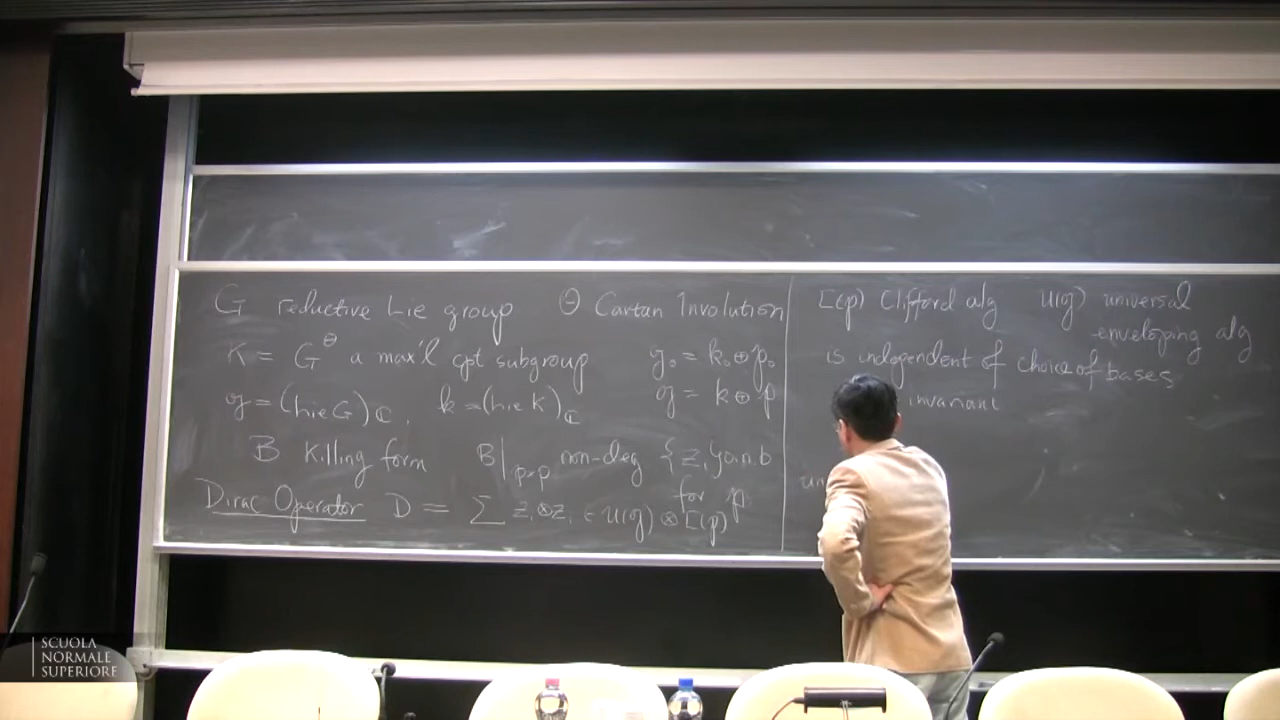 G reductive Lie group Θ Cartan Involution
K = G^Θ a max'l cpt subgroup g₀ = k₀ ⊕ p₀
g = (Lie G)_ℂ, k = (Lie K)_ℂ g = k ⊕ p
B Killing form B|_{p×p} non-deg {Z_i} o.n.b
for p
Dirac Operator D = ∑ Z_i ⊗ Z_i ∈ U(g) ⊗ C(p)
C(p) Clifford alg U(g) universal
enveloping alg
is independent of choice of bases
invariant
SCUOLA
NORMALE
SUPERIORE